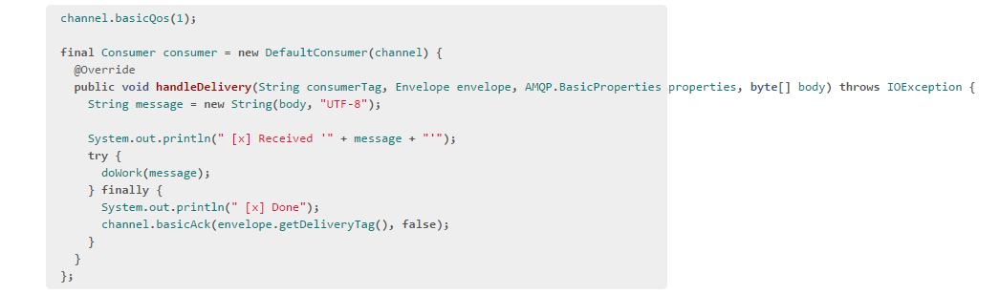 channel.basicQos(1);

final Consumer consumer = new DefaultConsumer(channel) {
  @Override
  public void handleDelivery(String consumerTag, Envelope envelope, AMQP.BasicProperties properties, byte[] body) throws IOException {
    String message = new String(body, "UTF-8");

    System.out.println(" [x] Received '" + message + "'");
    try {
      doWork(message);
    } finally {
      System.out.println(" [x] Done");
      channel.basicAck(envelope.getDeliveryTag(), false);
    }
  }
};